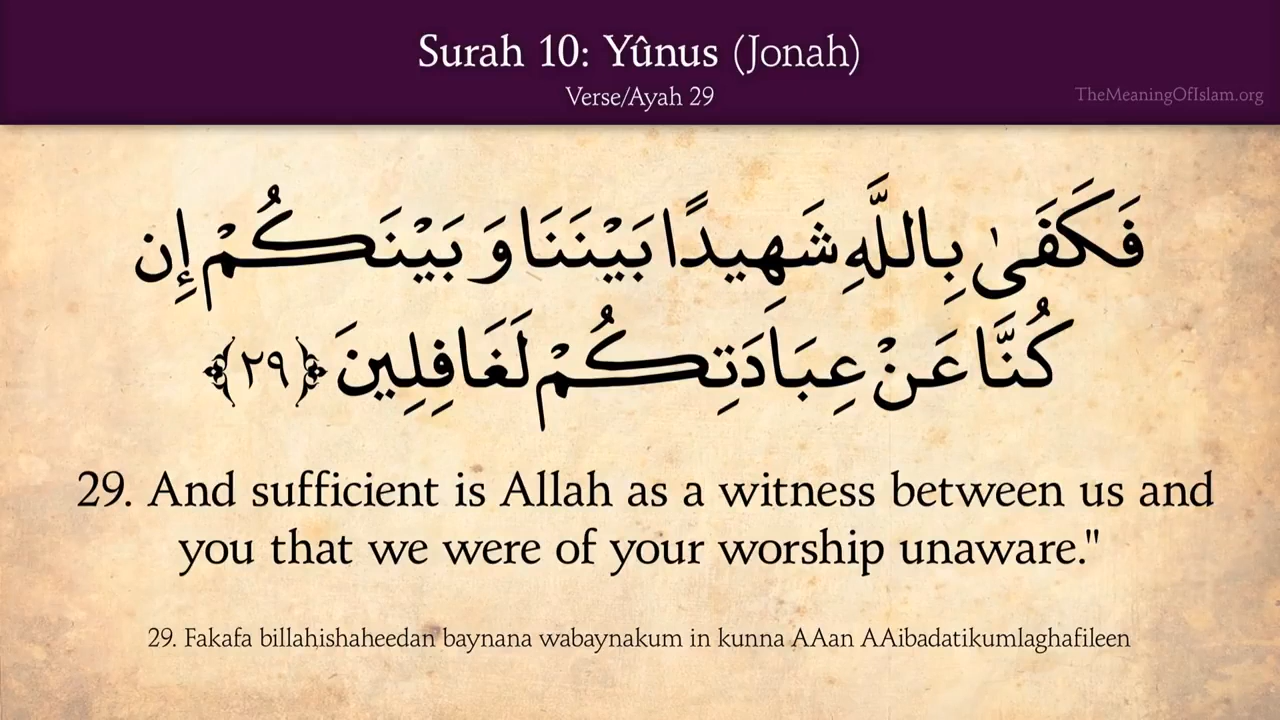 Surah 10: Yûnus (Jonah)
Verse/Ayah 29
TheMeaningOfIslam.org
فَكَفَىٰ بِاللَّهِ شَهِيدًا بَيْنَنَا وَ بَيْنَكُمْ إِن
كُنَّا عَنْ عِبَادَتِكُمْ لَغَافِلِينَ ﴿٢٩﴾
29. And sufficient is Allah as a witness between us and
you that we were of your worship unaware."
29. Fakafa billahishaheedan baynana wabaynakum in kunna AAan AAibadatikumlaghafileen